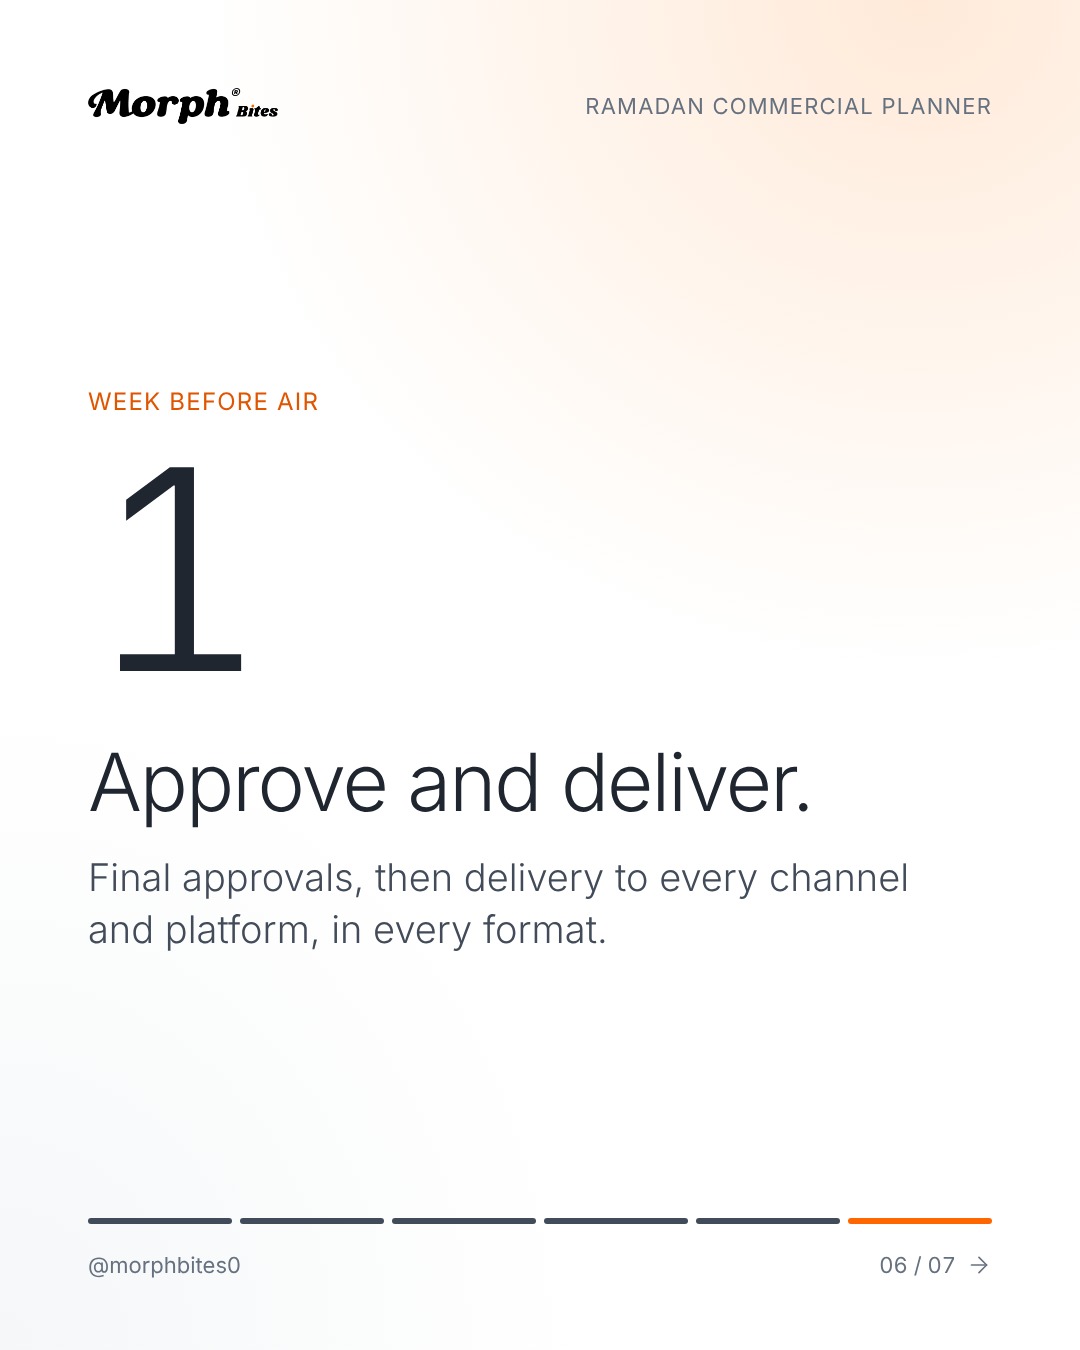 Morph® Bites
RAMADAN COMMERCIAL PLANNER
WEEK BEFORE AIR
1
Approve and deliver.
Final approvals, then delivery to every channel
and platform, in every format.
@morphbites0
06 / 07 →